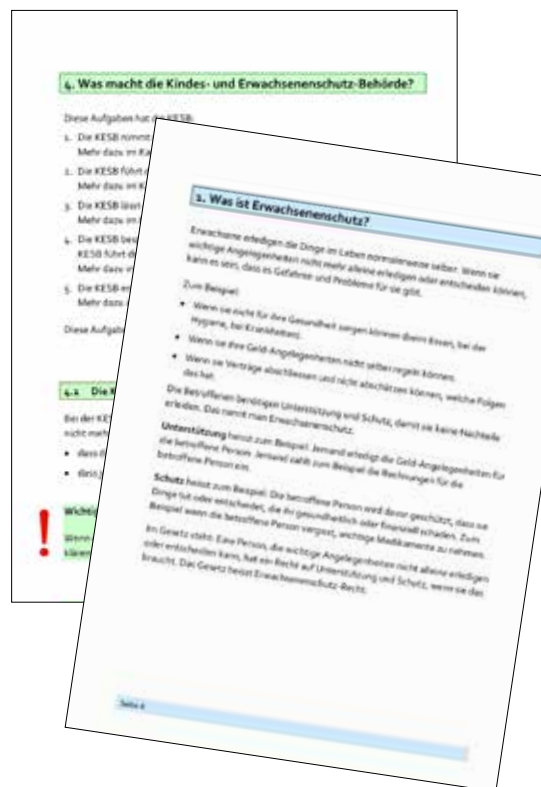 4. Was macht die Kindes- und Erwachsenenschutz-Behörde?
Diese Aufgaben hat die KESB:
1. Die KESB nimmt
Mehr dazu im Ka
2. Die KESB führt
Mehr dazu im K
3. Die KESB lässt
Mehr dazu im
4. Die KESB bes
KESB führt di
Mehr dazu
5. Die KESB
Mehr dazu
Diese Aufgab
Die K
Bei der KE
nicht meh
• dass
Wichtig
Wenn
1. Was ist Erwachsenenschutz?
Erwachsene erledigen die Dinge im Leben normalerweise selber. Wenn sie
wichtige Angelegenheiten nicht mehr alleine erledigen oder entscheiden können,
kann es sein, dass es Gefahren und Probleme für sie gibt.
Zum Beispiel:
• Wenn sie nicht für ihre Gesundheit sorgen können (beim Essen, bei der
Hygiene, bei Krankheiten).
• Wenn sie ihre Geld-Angelegenheiten nicht selber regeln können.
• Wenn sie Verträge abschliessen und nicht abschätzen können, welche Folgen
das hat.
Die Betroffenen benötigen Unterstützung und Schutz, damit sie keine Nachteile
erleiden. Das nennt man Erwachsenenschutz.
Unterstützung heisst zum Beispiel: Jemand erledigt die Geld-Angelegenheiten für
die betroffene Person. Jemand zahlt zum Beispiel die Rechnungen für die
betroffene Person ein.
Schutz heisst zum Beispiel: Die betroffene Person wird davor geschützt, dass sie
Dinge tut oder entscheidet, die ihr gesundheitlich oder finanziell schaden. Zum
Beispiel wenn die betroffene Person vergisst, wichtige Medikamente zu nehmen.
Im Gesetz steht: Eine Person, die wichtige Angelegenheiten nicht alleine erledigen
oder entscheiden kann, hat ein Recht auf Unterstützung und Schutz, wenn sie das
braucht. Das Gesetz heisst Erwachsenenschutz-Recht.
Seite